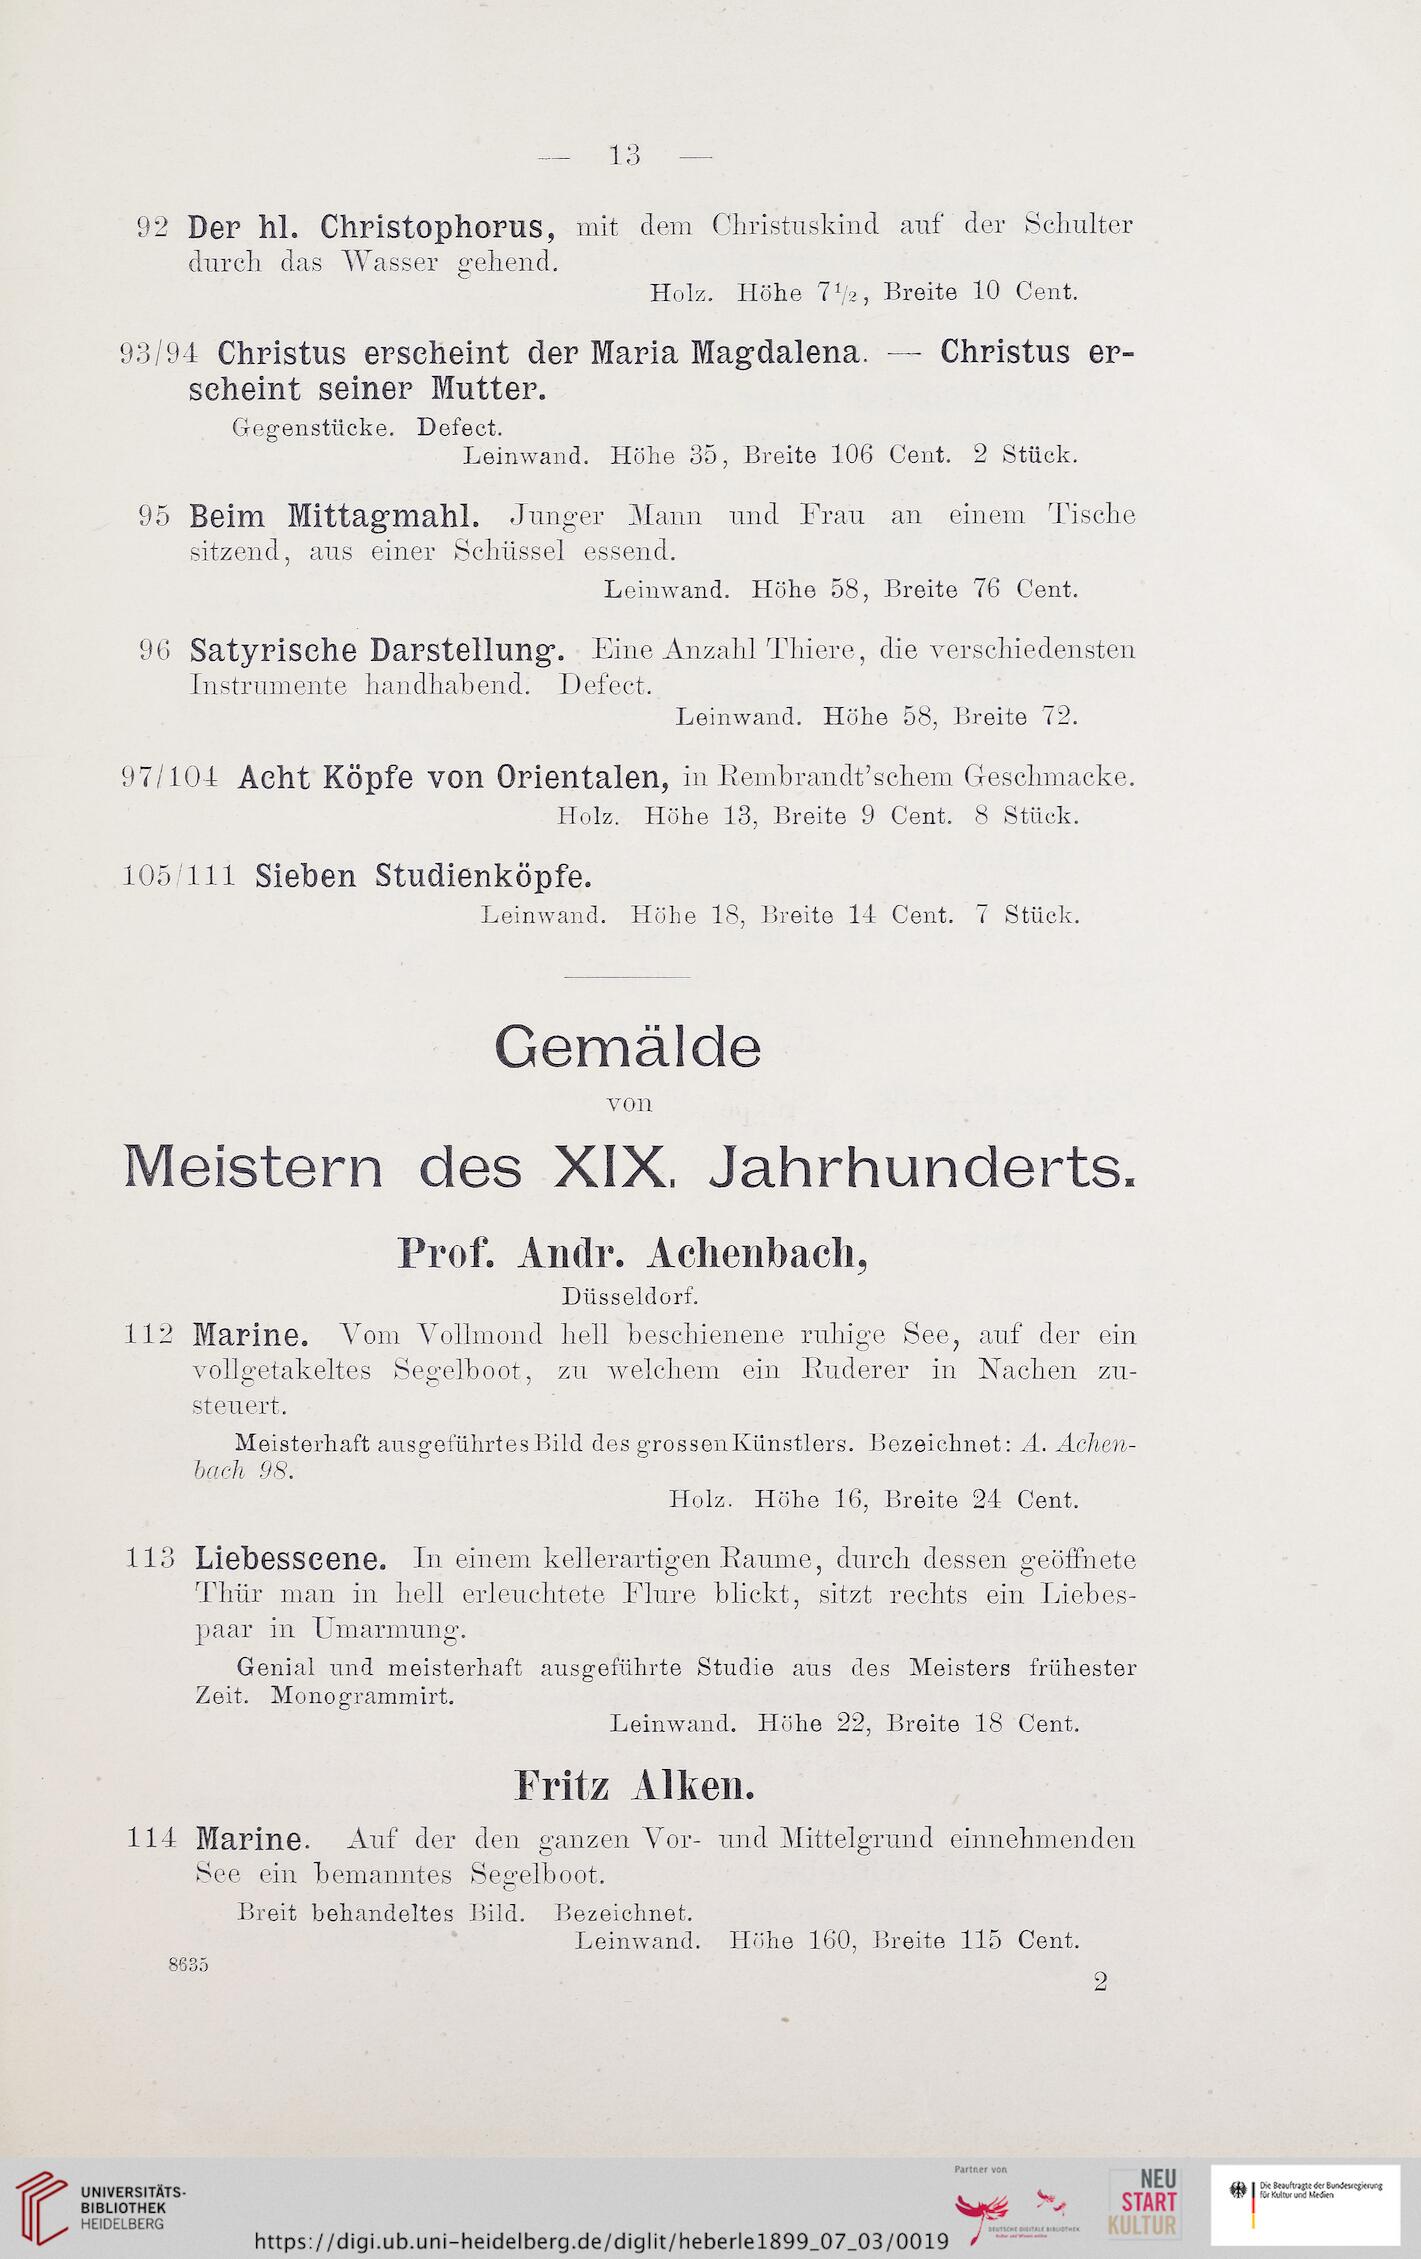 — 13 —
92 Der hl. Christophorus, mit dem Christuskind auf der Schulter
durch das Wasser gehend.
Holz. Höhe 7½, Breite 10 Cent.
93/94 Christus erscheint der Maria Magdalena. — Christus er-
scheint seiner Mutter.
Gegenstücke. Defect.
Leinwand. Höhe 35, Breite 106 Cent. 2 Stück.
95 Beim Mittagmahl. Junger Mann und Frau an einem Tische
sitzend, aus einer Schüssel essend.
Leinwand. Höhe 58, Breite 76 Cent.
96 Satyrische Darstellung. Eine Anzahl Thiere, die verschiedensten
Instrumente handhabend. Defect.
Leinwand. Höhe 58, Breite 72.
97/104 Acht Köpfe von Orientalen, in Rembrandt'schem Geschmacke.
Holz. Höhe 13, Breite 9 Cent. 8 Stück.
105/111 Sieben Studienköpfe.
Leinwand. Höhe 18, Breite 14 Cent. 7 Stück.
Gemälde
von
Meistern des XIX. Jahrhunderts.
Prof. Andr. Achenbach,
Düsseldorf.
112 Marine. Vom Vollmond hell beschienene ruhige See, auf der ein
vollgetakeltes Segelboot, zu welchem ein Ruderer in Nachen zu-
steuert.
Meisterhaft ausgeführtes Bild des grossen Künstlers. Bezeichnet: A. Achen-
bach 98.
Holz. Höhe 16, Breite 24 Cent.
113 Liebesscene. In einem kellerartigen Raume, durch dessen geöffnete
Thür man in hell erleuchtete Flure blickt, sitzt rechts ein Liebes-
paar in Umarmung.
Genial und meisterhaft ausgeführte Studie aus des Meisters frühester
Zeit. Monogrammirt.
Leinwand. Höhe 22, Breite 18 Cent.
Fritz Alken.
114 Marine. Auf der den ganzen Vor- und Mittelgrund einnehmenden
See ein bemanntes Segelboot.
Breit behandeltes Bild. Bezeichnet.
Leinwand. Höhe 160, Breite 115 Cent.
8635
2
UNIVERSITÄTS-
BIBLIOTHEK
HEIDELBERG
https://digi.ub.uni-heidelberg.de/diglit/heberle1899_07_03/0019
Partner von
DEUTSCHE DIGITALE BIBLIOTHEK
Kultur und Wissen online
NEU
START
KULTUR
Die Beauftragte der Bundesregierung
für Kultur und Medien